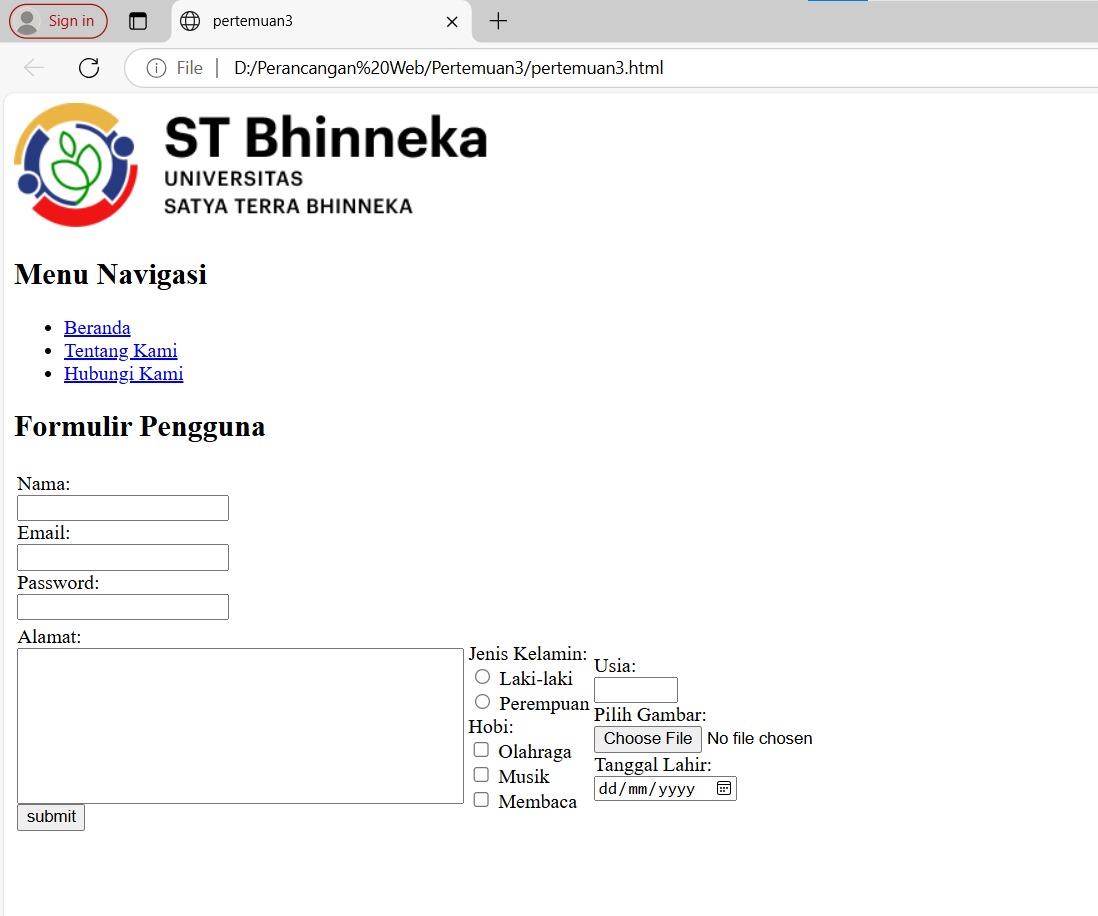 Sign in
pertemuan3
File
D:/Perancangan%20Web/Pertemuan3/pertemuan3.html
ST Bhinneka
UNIVERSITAS
SATYA TERRA BHINNEKA
Menu Navigasi
Beranda
Tentang Kami
Hubungi Kami
Formulir Pengguna
Nama:
Email:
Password:
Alamat:
submit
Jenis Kelamin:
Laki-laki
Perempuan
Hobi:
Olahraga
Musik
Membaca
Usia:
Pilih Gambar:
Choose File No file chosen
Tanggal Lahir:
dd/mm/yyyy